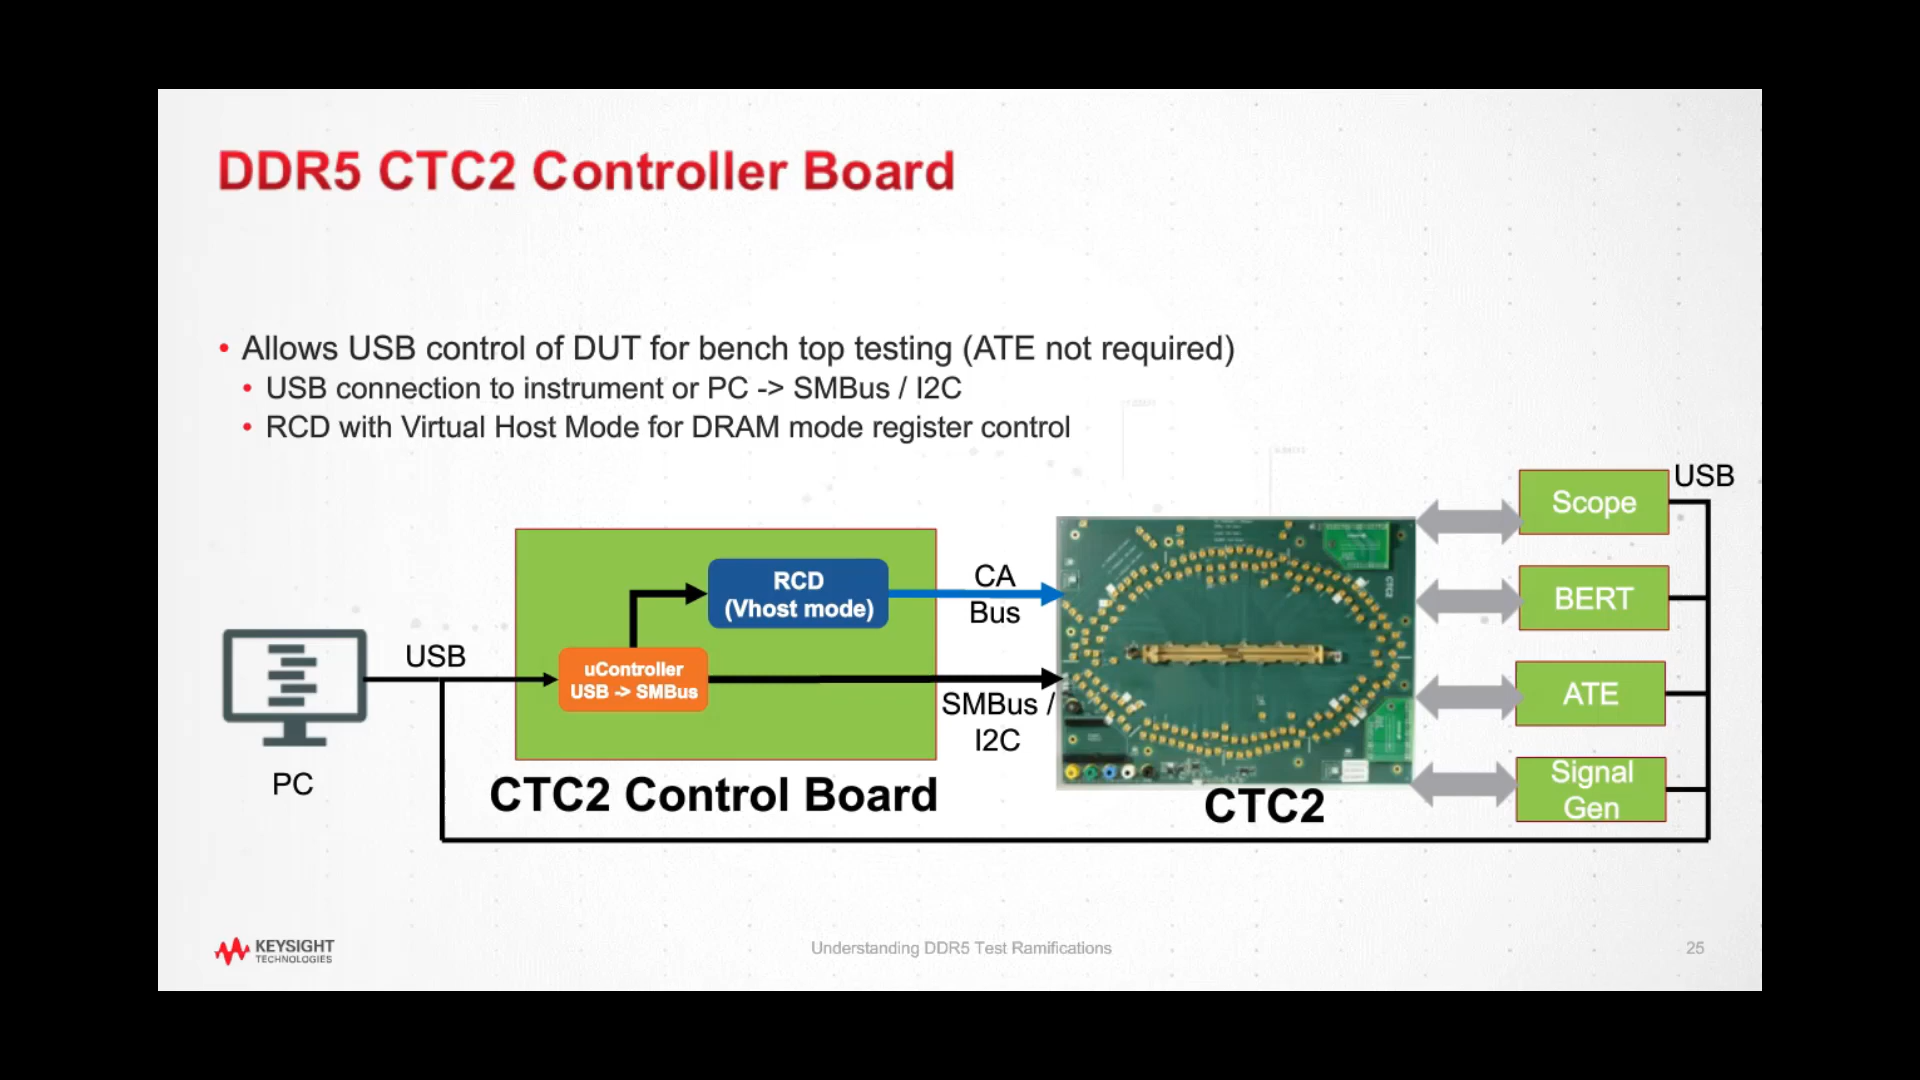 DDR5 CTC2 Controller Board
• Allows USB control of DUT for bench top testing (ATE not required)
• USB connection to instrument or PC -> SMBus / I2C
• RCD with Virtual Host Mode for DRAM mode register control
USB
Scope
RCD
(Vhost mode)
CA
Bus
BERT
USB
uController
USB -> SMBus
SMBus /
I2C
ATE
PC
CTC2 Control Board
CTC2
CTC2
Signal
Gen
KEYSIGHT
TECHNOLOGIES
Understanding DDR5 Test Ramifications
25